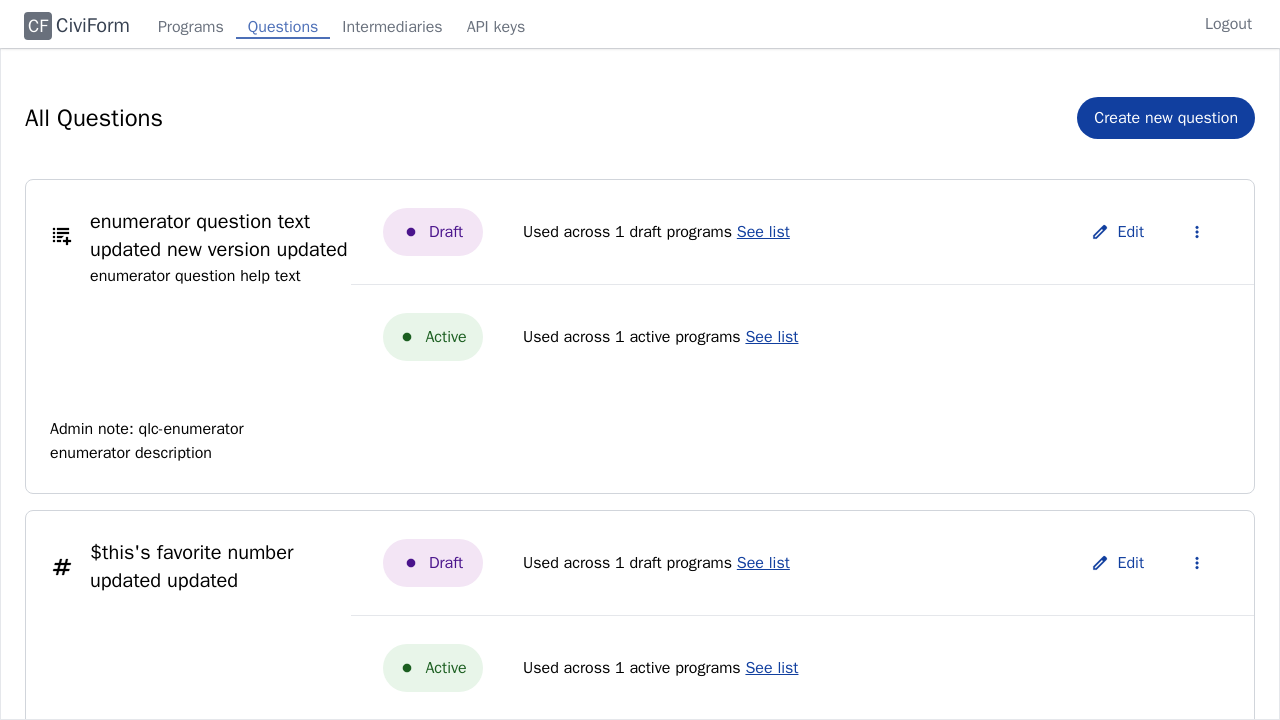 CF CiviForm Programs Questions Intermediaries API keys Logout
All Questions Create new question
enumerator question text
updated new version updated
enumerator question help text
Draft Used across 1 draft programs See list Edit
Active Used across 1 active programs See list
Admin note: qlc-enumerator
enumerator description
$this's favorite number
updated updated
Draft Used across 1 draft programs See list Edit
Active Used across 1 active programs See list